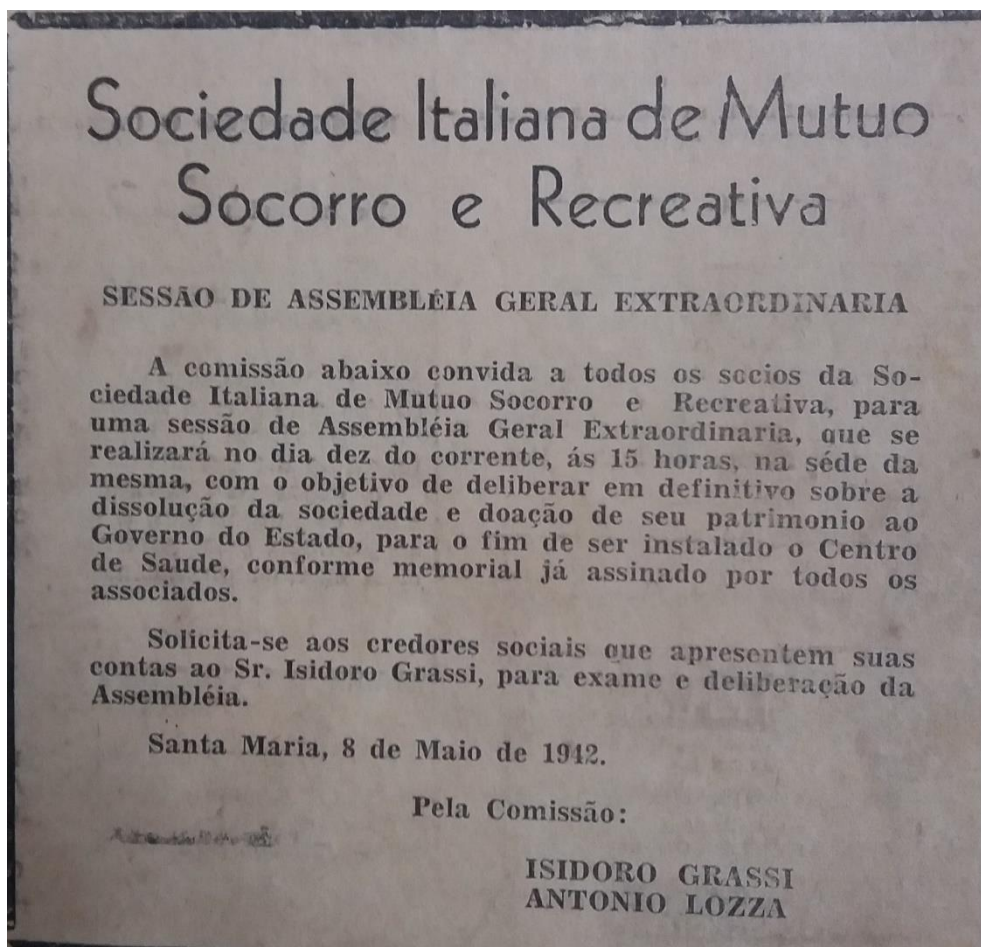 Sociedade Italiana de Mutuo
Socorro e Recreativa
SESSÃO DE ASSEMBLÉIA GERAL EXTRAORDINARIA
A comissão abaixo convida a todos os socios da So-
ciedade Italiana de Mutuo Socorro e Recreativa, para
uma sessão de Assembléia Geral Extraordinaria, que se
realizará no dia dez do corrente, ás 15 horas, na séde da
mesma, com o objetivo de deliberar em definitivo sobre a
dissolução da sociedade e doação de seu patrimonio ao
Governo do Estado, para o fim de ser instalado o Centro
de Saude, conforme memorial já assinado por todos os
associados.
Solicita-se aos credores sociais que apresentem suas
contas ao Sr. Isidoro Grassi, para exame e deliberação da
Assembléia.
Santa Maria, 8 de Maio de 1942.
Pela Comissão:
ISIDORO GRASSI
ANTONIO LOZZA